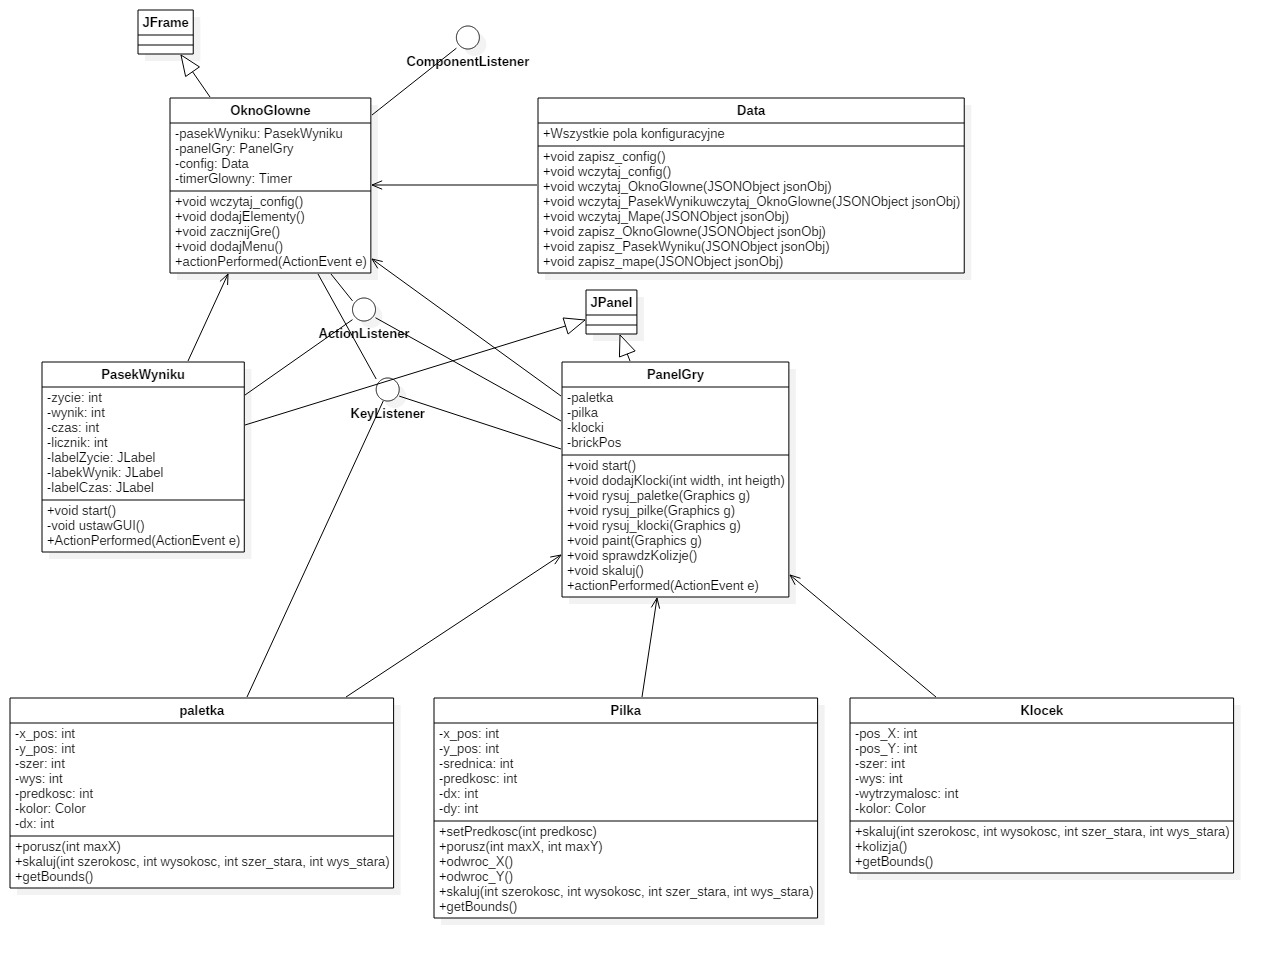 JFrame
ComponentListener
OknoGlowne
-pasekWyniku: PasekWyniku
-panelGry: PanelGry
-config: Data
-timerGlowny: Timer
+void wczytaj_config()
+void dodajElementy()
+void zacznijGre()
+void dodajMenu()
+actionPerformed(ActionEvent e)
Data
+Wszystkie pola konfiguracyjne
+void zapisz_config()
+void wczytaj_config()
+void wczytaj_OknoGlowne(JSONObject jsonObj)
+void wczytaj_PasekWynikuwczytaj_OknoGlowne(JSONObject jsonObj)
+void wczytaj_Mape(JSONObject jsonObj)
+void zapisz_OknoGlowne(JSONObject jsonObj)
+void zapisz_PasekWyniku(JSONObject jsonObj)
+void zapisz_mape(JSONObject jsonObj)
ActionListener
JPanel
KeyListener
PasekWyniku
-zycie: int
-wynik: int
-czas: int
-licznik: int
-labelZycie: JLabel
-labekWynik: JLabel
-labelCzas: JLabel
+void start()
-void ustawGUI()
+ActionPerformed(ActionEvent e)
PanelGry
-paletka
-pilka
-klocki
-brickPos
+void start()
+void dodajKlocki(int width, int heigth)
+void rysuj_paletke(Graphics g)
+void rysuj_pilke(Graphics g)
+void rysuj_klocki(Graphics g)
+void paint(Graphics g)
+void sprawdzKolizje()
+void skaluj()
+actionPerformed(ActionEvent e)
paletka
-x_pos: int
-y_pos: int
-szer: int
-wys: int
-predkosc: int
-kolor: Color
-dx: int
+porusz(int maxX)
+skaluj(int szerokosc, int wysokosc, int szer_stara, int wys_stara)
+getBounds()
Pilka
-x_pos: int
-y_pos: int
-srednica: int
-predkosc: int
-dx: int
-dy: int
+setPredkosc(int predkosc)
+porusz(int maxX, int maxY)
+odwroc_X()
+odwroc_Y()
+skaluj(int szerokosc, int wysokosc, int szer_stara, int wys_stara)
+getBounds()
Klocek
-pos_X: int
-pos_Y: int
-szer: int
-wys: int
-wytrzymalosc: int
-kolor: Color
+skaluj(int szerokosc, int wysokosc, int szer_stara, int wys_stara)
+kolizja()
+getBounds()